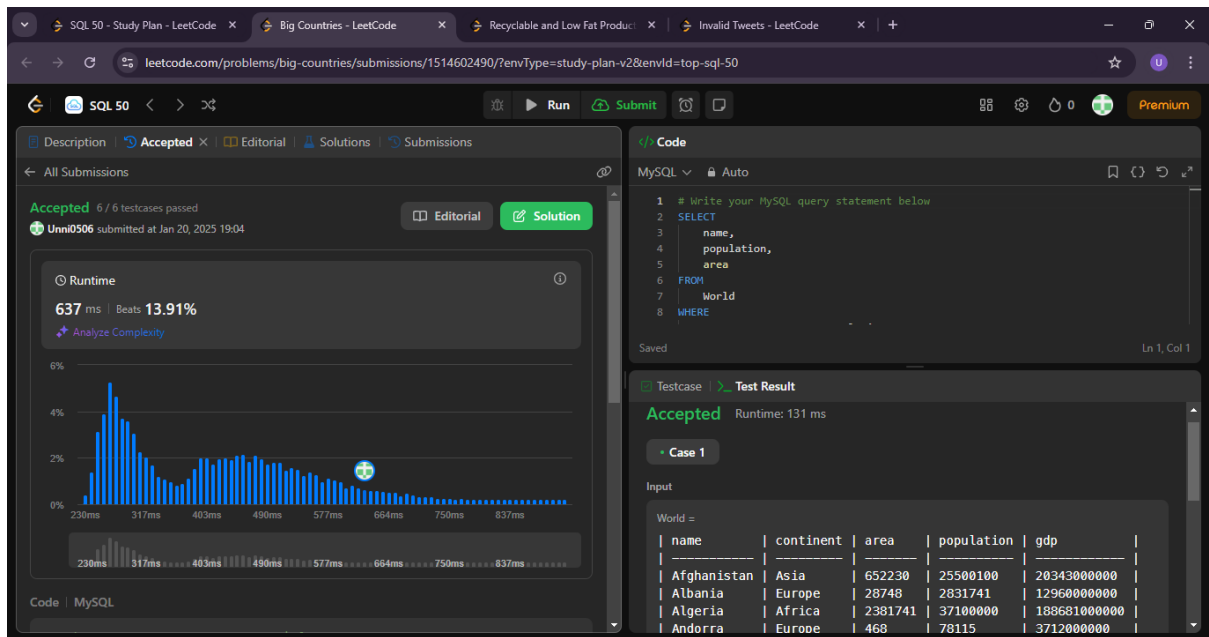 SQL 50 - Study Plan - LeetCode
Big Countries - LeetCode
Recyclable and Low Fat Product
Invalid Tweets - LeetCode
leetcode.com/problems/big-countries/submissions/1514602490/?envType=study-plan-v2&envId=top-sql-50
U
SQL 50
Run
Submit
0
Premium
Description
Accepted
Editorial
Solutions
Submissions
All Submissions
Accepted 6 / 6 testcases passed
Unni0506 submitted at Jan 20, 2025 19:04
Editorial
Solution
Runtime
637 ms Beats 13.91%
Analyze Complexity
6%
4%
2%
0%
230ms 317ms 403ms 490ms 577ms 664ms 750ms 837ms
230ms 317ms 403ms 490ms 577ms 664ms 750ms 837ms
Code MySQL
</> Code
MySQL Auto
1 # Write your MySQL query statement below
2 SELECT
3 name,
4 population,
5 area
6 FROM
7 World
8 WHERE
Saved
Ln 1, Col 1
Testcase
>_ Test Result
Accepted Runtime: 131 ms
• Case 1
Input
World =
| name | continent | area | population | gdp |
| ----------- | --------- | ------- | ---------- | ------------ |
| Afghanistan | Asia | 652230 | 25500100 | 20343000000 |
| Albania | Europe | 28748 | 2831741 | 12960000000 |
| Algeria | Africa | 2381741 | 37100000 | 188681000000 |
| Andorra | Europe | 468 | 78115 | 3712000000 |